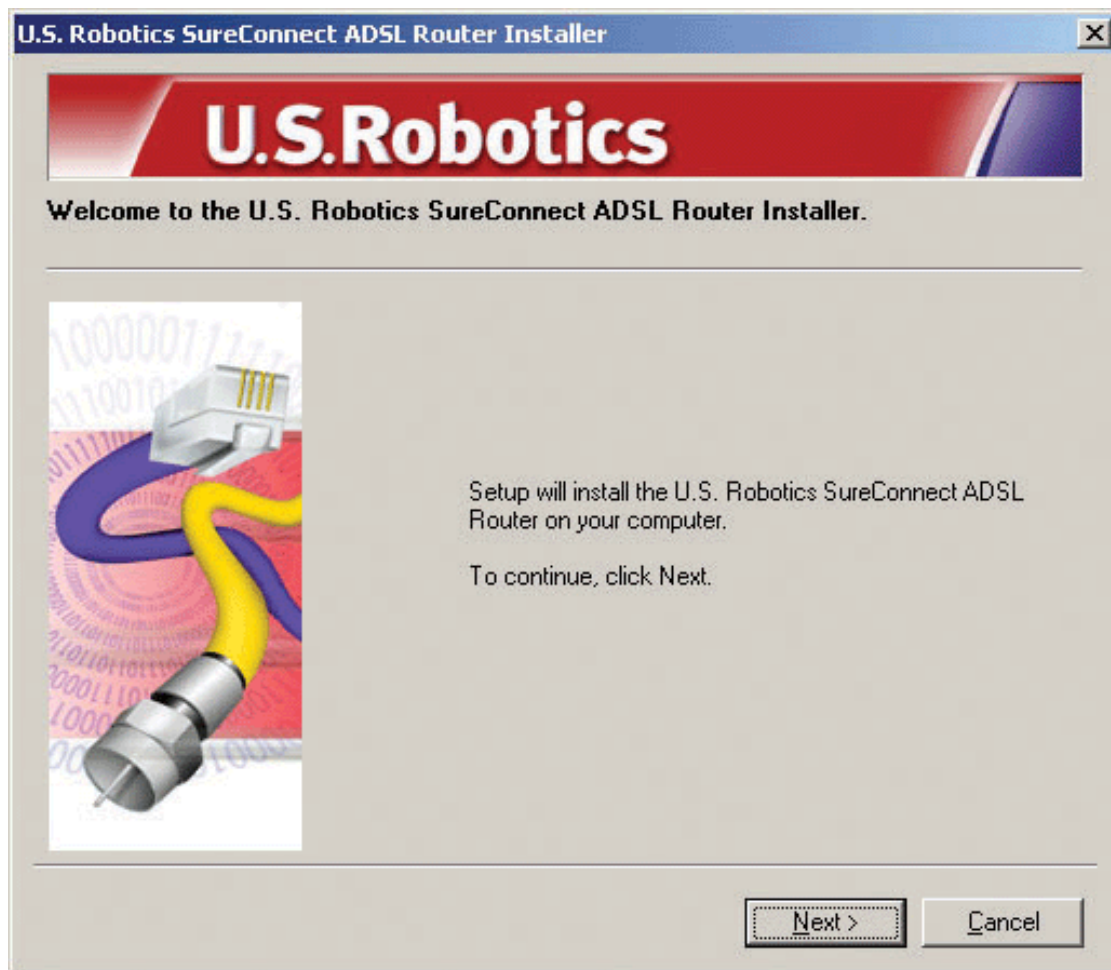 U.S. Robotics SureConnect ADSL Router Installer
U.S.Robotics
Welcome to the U.S. Robotics SureConnect ADSL Router Installer.
Setup will install the U.S. Robotics SureConnect ADSL
Router on your computer.
To continue, click Next.
Next >
Cancel